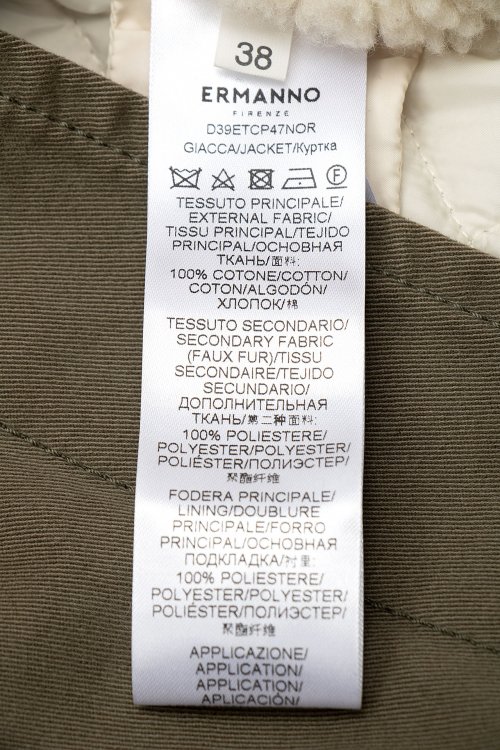 38
ERMANNO
FIRENZE
D39ETCP47NOR
GIACCA/JACKET/Куртка
TESSUTO PRINCIPALE/
EXTERNAL FABRIC/
TISSU PRINCIPAL/TEJIDO
PRINCIPAL/ОСНОВНАЯ
ТКАНЬ/面料:
100% COTONE/COTTON/
COTON/ALGODÓN/
ХЛОПОК/棉
TESSUTO SECONDARIO/
SECONDARY FABRIC
(FAUX FUR)/TISSU
SECONDAIRE/TEJIDO
SECUNDARIO/
ДОПОЛНИТЕЛЬНАЯ
ТКАНЬ/第二种面料:
100% POLIESTERE/
POLYESTER/POLYESTER/
POLIÉSTER/ПОЛИЭСТЕР/
聚酯纤维
FODERA PRINCIPALE/
LINING/DOUBLURE
PRINCIPALE/FORRO
PRINCIPAL/ОСНОВНАЯ
ПОДКЛАДКА/衬里:
100% POLIESTERE/
POLYESTER/POLYESTER/
POLIÉSTER/ПОЛИЭСТЕР/
聚酯纤维
APPLICAZIONE/
APPLICATION/
APPLICATION/
APLICACIÓN/